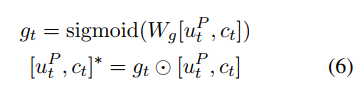 g_t = sigmoid(W_g[u_t^P, c_t])
[u_t^P, c_t]^* = g_t ⊙ [u_t^P, c_t] (6)